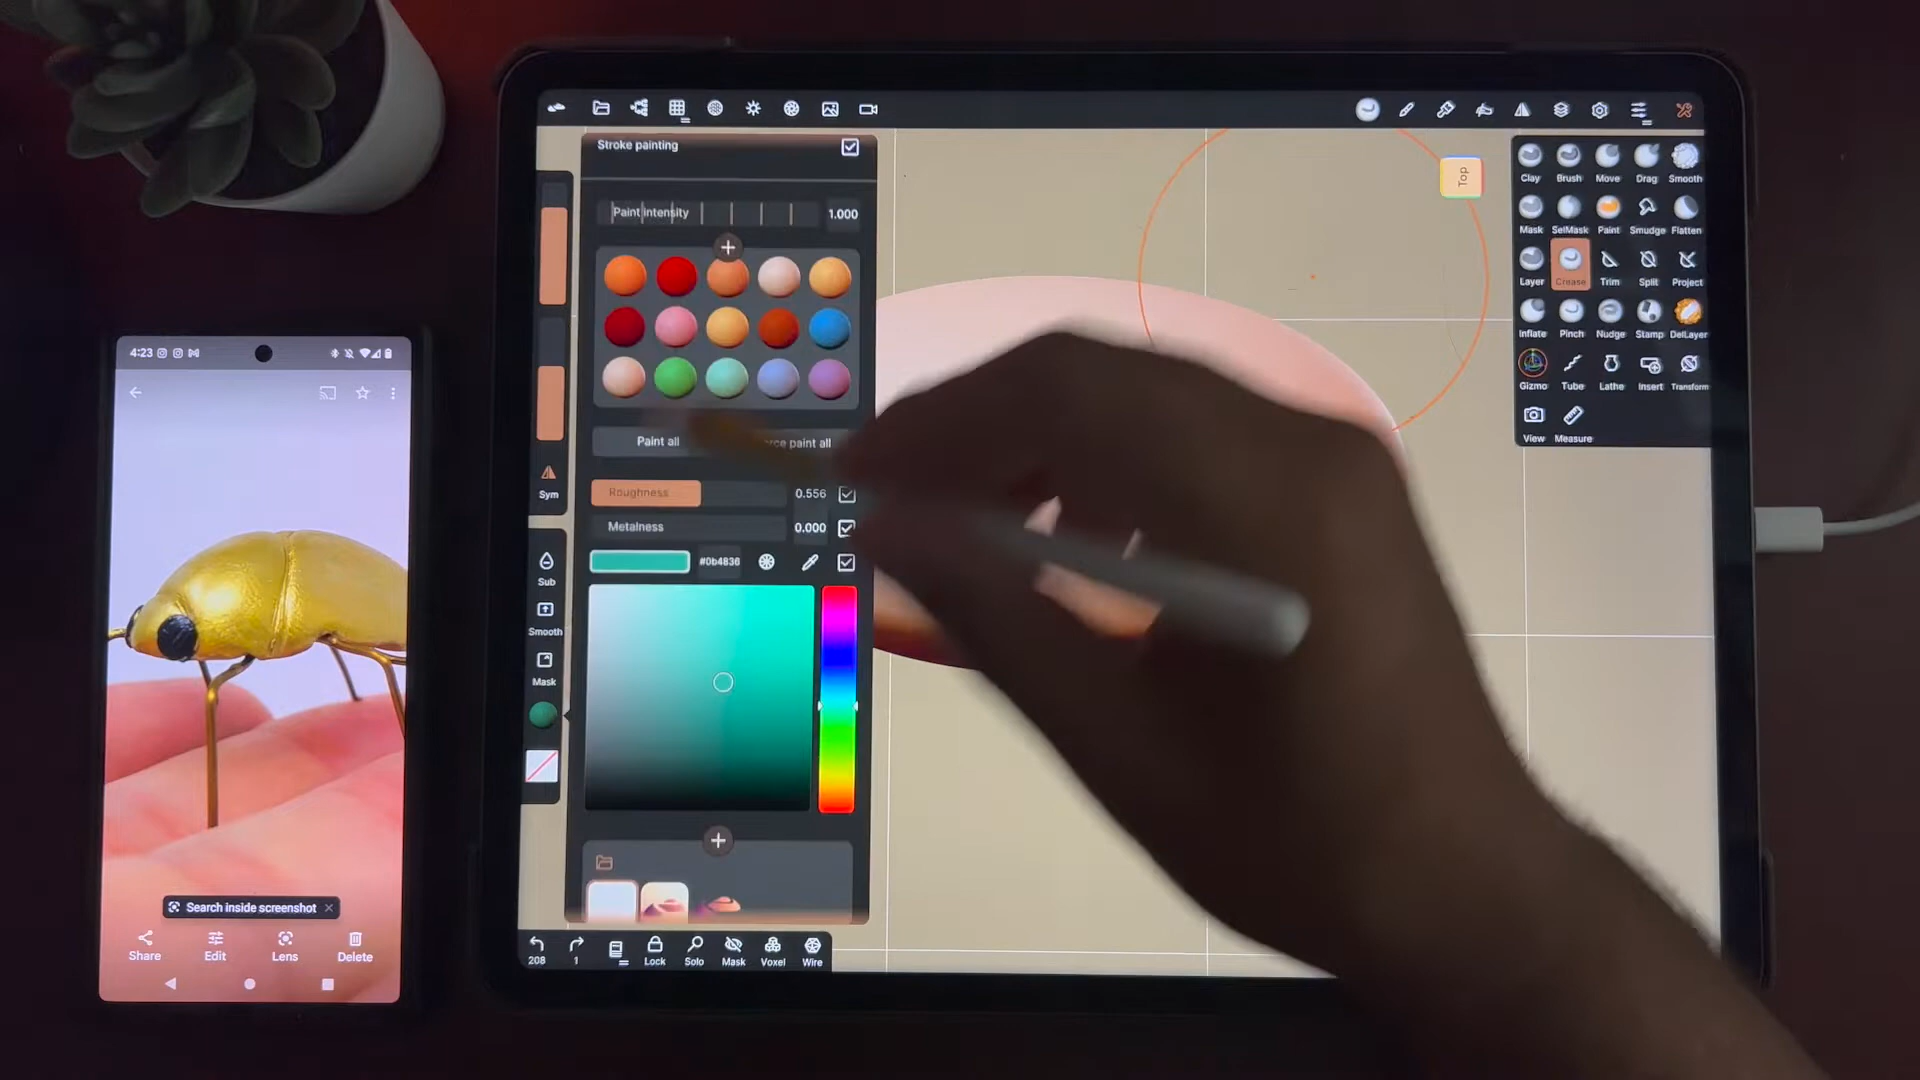 4:23
Search inside screenshot
Share
Edit
Lens
Delete
Stroke painting
Paint intensity
1.000
Paint all
rce paint all
Roughness
0.556
Metalness
0.000
#0b4836
Sym
Sub
Smooth
Mask
208
1
Lock
Solo
Mask
Voxel
Wire
Top
Clay
Brush
Move
Drag
Smooth
Mask
SelMask
Paint
Smudge
Flatten
Layer
Crease
Trim
Split
Project
Inflate
Pinch
Nudge
Stamp
DelLayer
Gizmo
Tube
Lathe
Insert
Transform
View
Measure